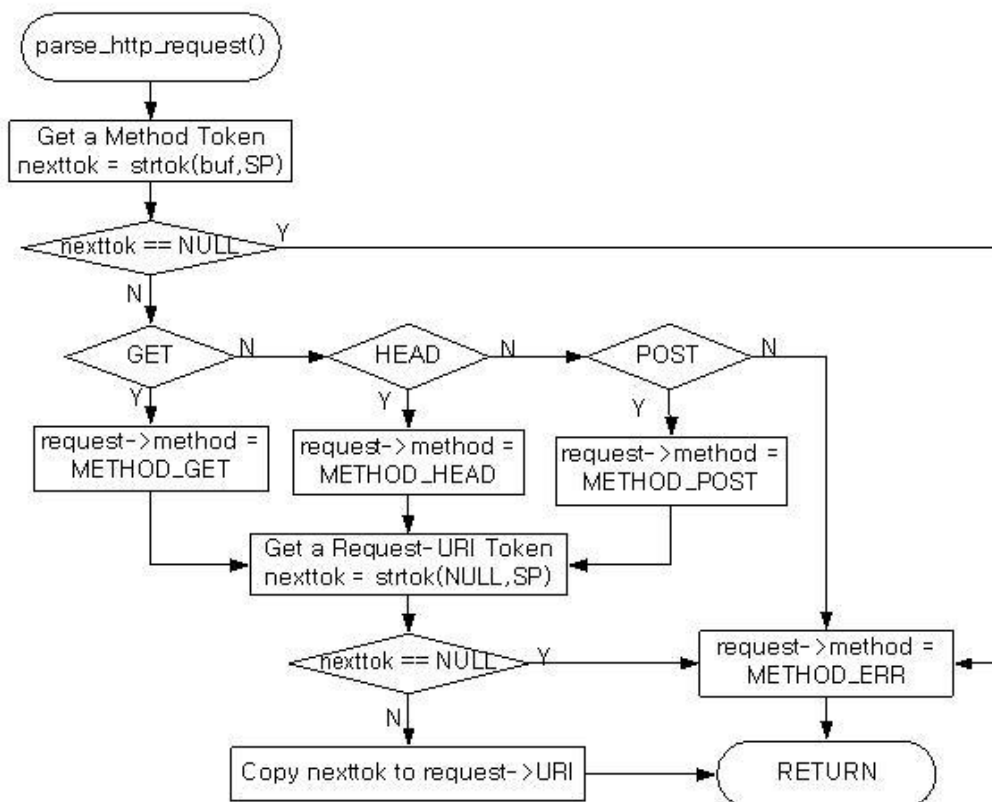 parse_http_request()
Get a Method Token
nexttok = strtok(buf,SP)
nexttok == NULL
Y
N
GET
N
HEAD
N
POST
N
Y
Y
Y
request->method =
METHOD_GET
request->method =
METHOD_HEAD
request->method =
METHOD_POST
Get a Request-URI Token
nexttok = strtok(NULL,SP)
nexttok == NULL
Y
request->method =
METHOD_ERR
N
Copy nexttok to request->URI
RETURN